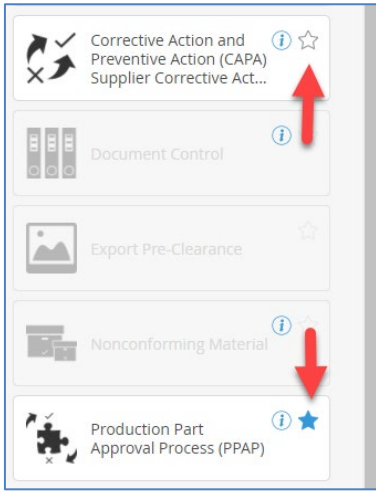 Corrective Action and
Preventive Action (CAPA)
Supplier Corrective Act...
Document Control
Export Pre-Clearance
Nonconforming Material
Production Part
Approval Process (PPAP)